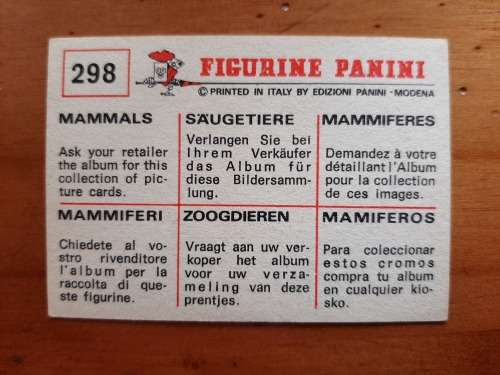 298
FIGURINE PANINI
© PRINTED IN ITALY BY EDIZIONI PANINI - MODENA
MAMMALS
Ask your retailer
the album for this
collection of pic-
ture cards.
SÄUGETIERE
Verlangen Sie bei
Ihrem Verkäufer
das Album für
diese Bildersamm-
lung.
MAMMIFERES
Demandez à votre
détaillant l'Album
pour la collection
de ces images.
MAMMIFERI
Chiedete al vo-
stro rivenditore
l'album per la
raccolta di que-
ste figurine.
ZOOGDIEREN
Vraagt aan uw ver-
koper het album
voor uw verza-
meling van deze
prentjes.
MAMIFEROS
Para coleccionar
estos cromos
compra tu album
en cualquier kio-
sko.